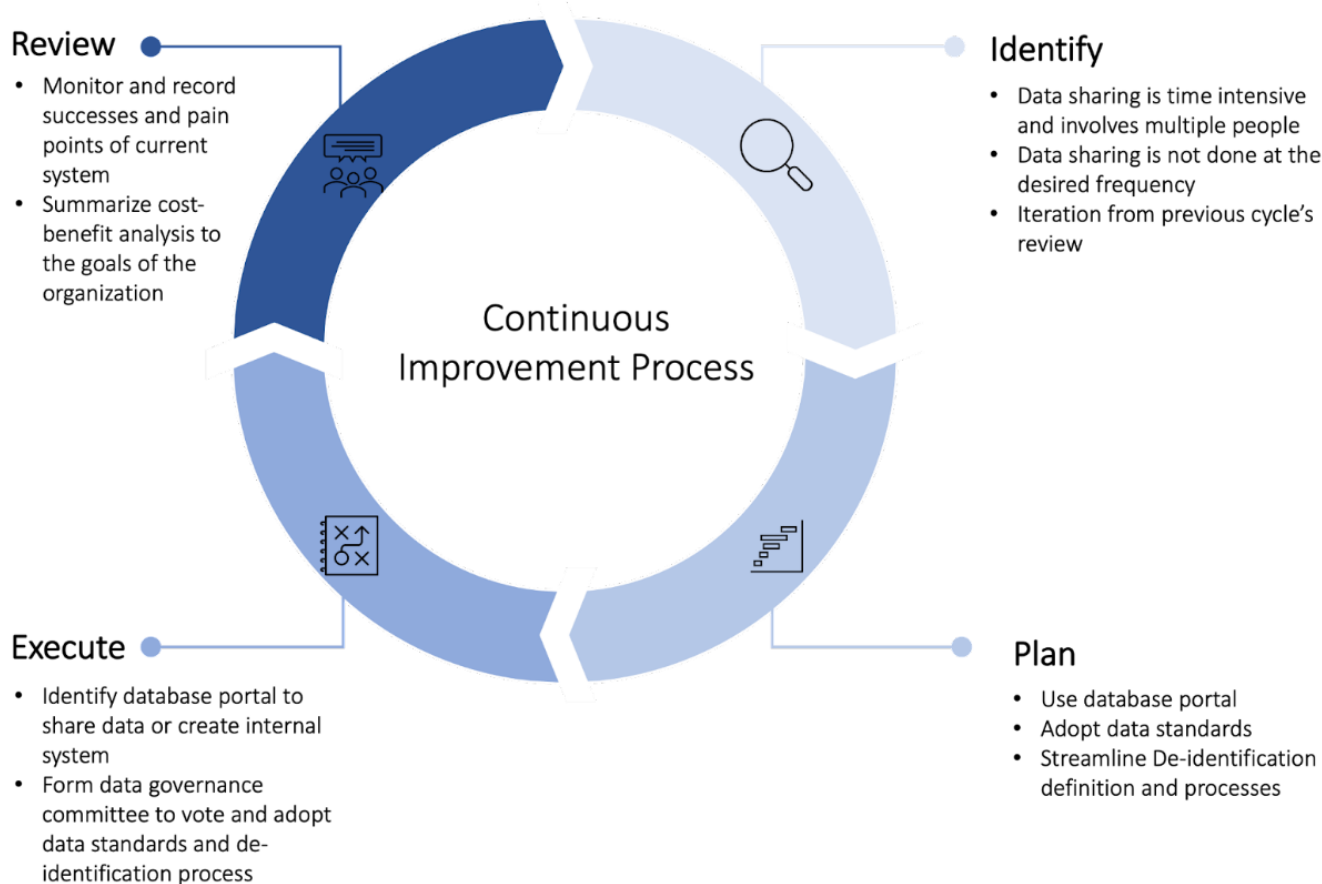 Review
• Monitor and record
successes and pain
points of current
system
• Summarize cost-
benefit analysis to
the goals of the
organization
Identify
• Data sharing is time intensive
and involves multiple people
• Data sharing is not done at the
desired frequency
• Iteration from previous cycle's
review
Continuous
Improvement Process
Execute
• Identify database portal to
share data or create internal
system
• Form data governance
committee to vote and adopt
data standards and de-
identification process
Plan
• Use database portal
• Adopt data standards
• Streamline De-identification
definition and processes